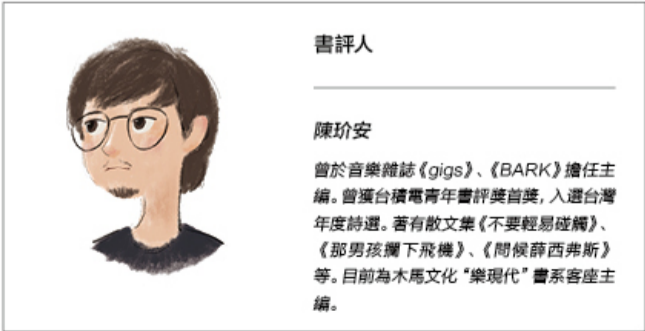 書評人
陳玠安
曾於音樂雜誌《gigs》、《BARK》擔任主
編。曾獲台積電青年書評獎首獎，入選台灣
年度詩選。著有散文集《不要輕易碰觸》、
《那男孩攔下飛機》、《問候薛西弗斯》
等。目前為木馬文化“樂現代”書系客座主
編。